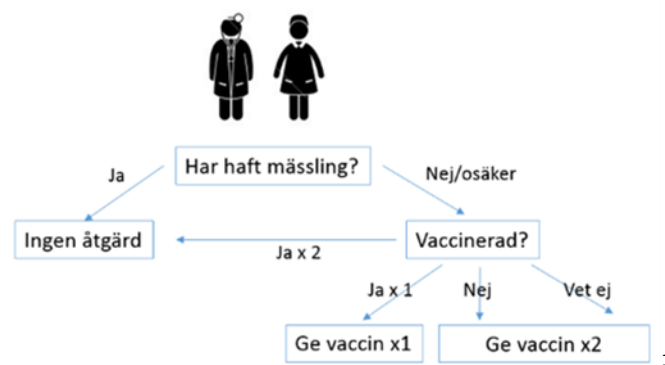 Har haft mässling?
Ja
Nej/osäker
Ingen åtgärd
Vaccinerad?
Ja x 2
Ja x 1
Nej
Vet ej
Ge vaccin x1
Ge vaccin x2